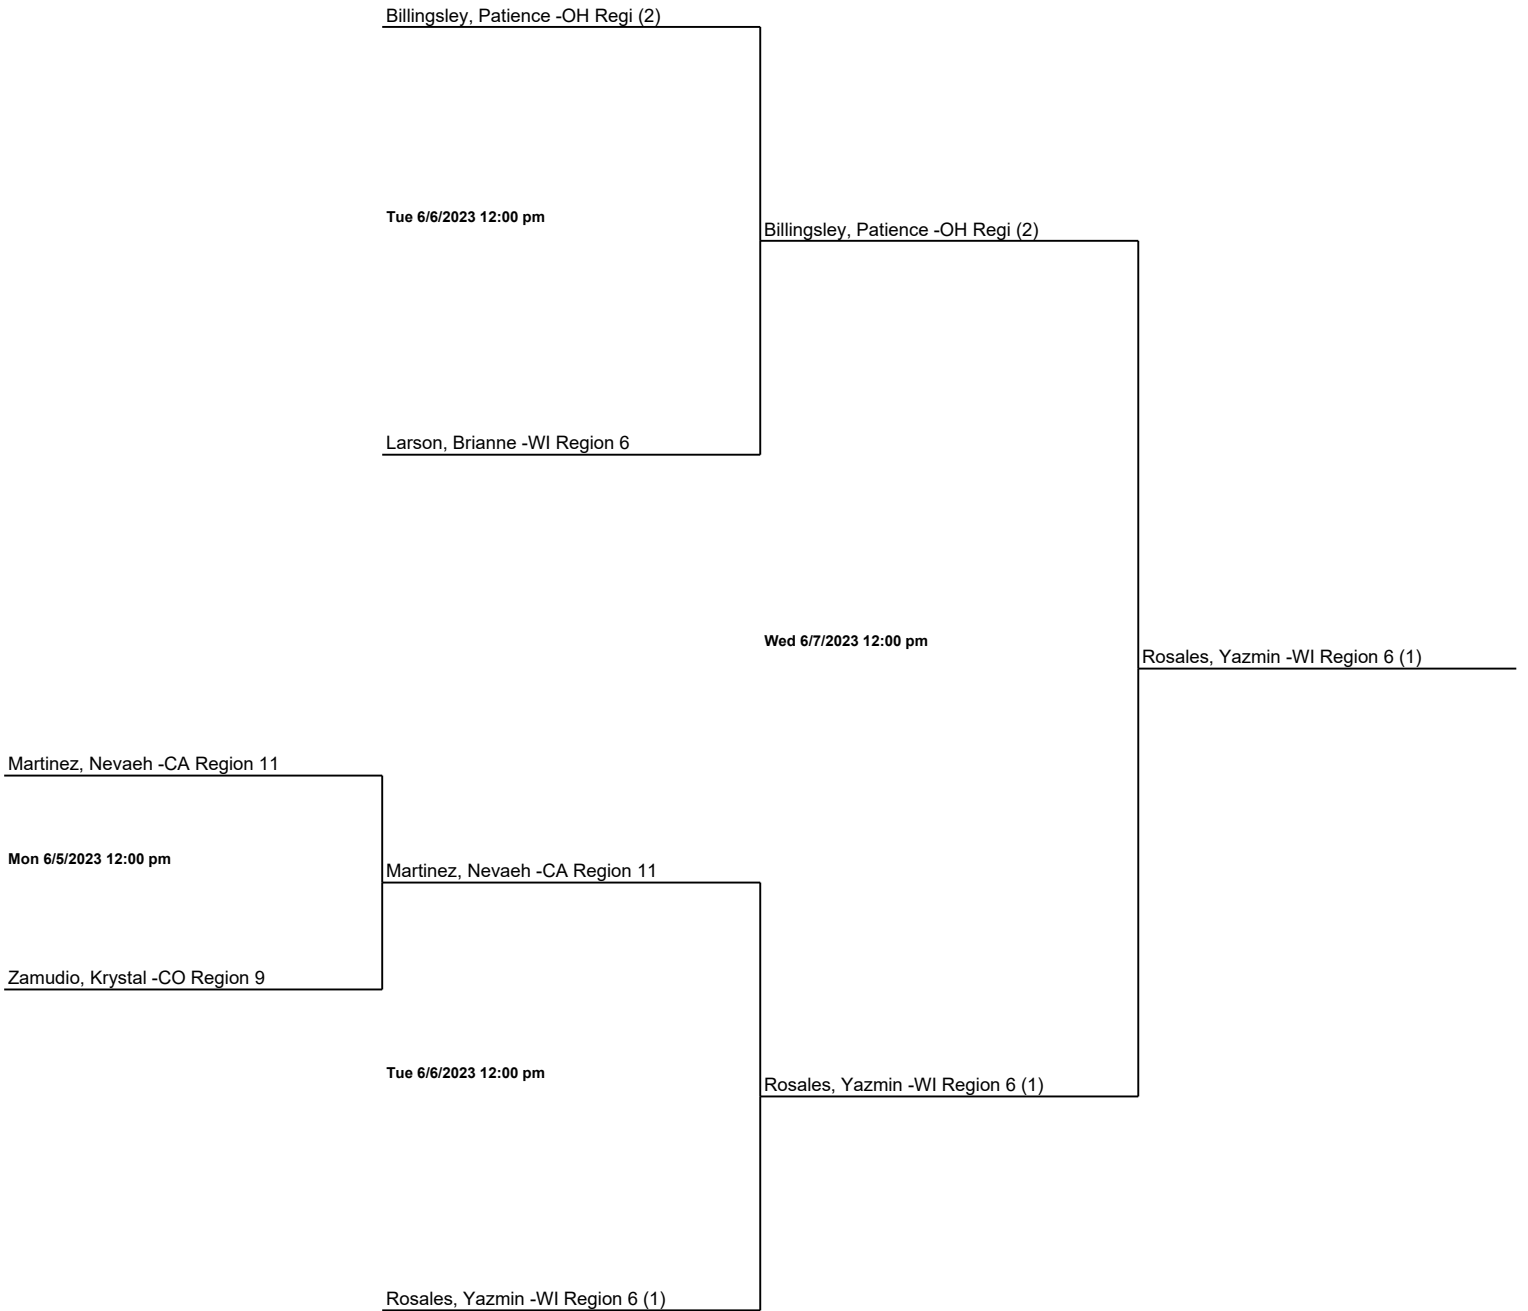 Billingsley, Patience -OH Regi (2)
Tue 6/6/2023 12:00 pm
Billingsley, Patience -OH Regi (2)
Larson, Brianne -WI Region 6
Wed 6/7/2023 12:00 pm
Rosales, Yazmin -WI Region 6 (1)
Martinez, Nevaeh -CA Region 11
Mon 6/5/2023 12:00 pm
Martinez, Nevaeh -CA Region 11
Zamudio, Krystal -CO Region 9
Tue 6/6/2023 12:00 pm
Rosales, Yazmin -WI Region 6 (1)
Rosales, Yazmin -WI Region 6 (1)